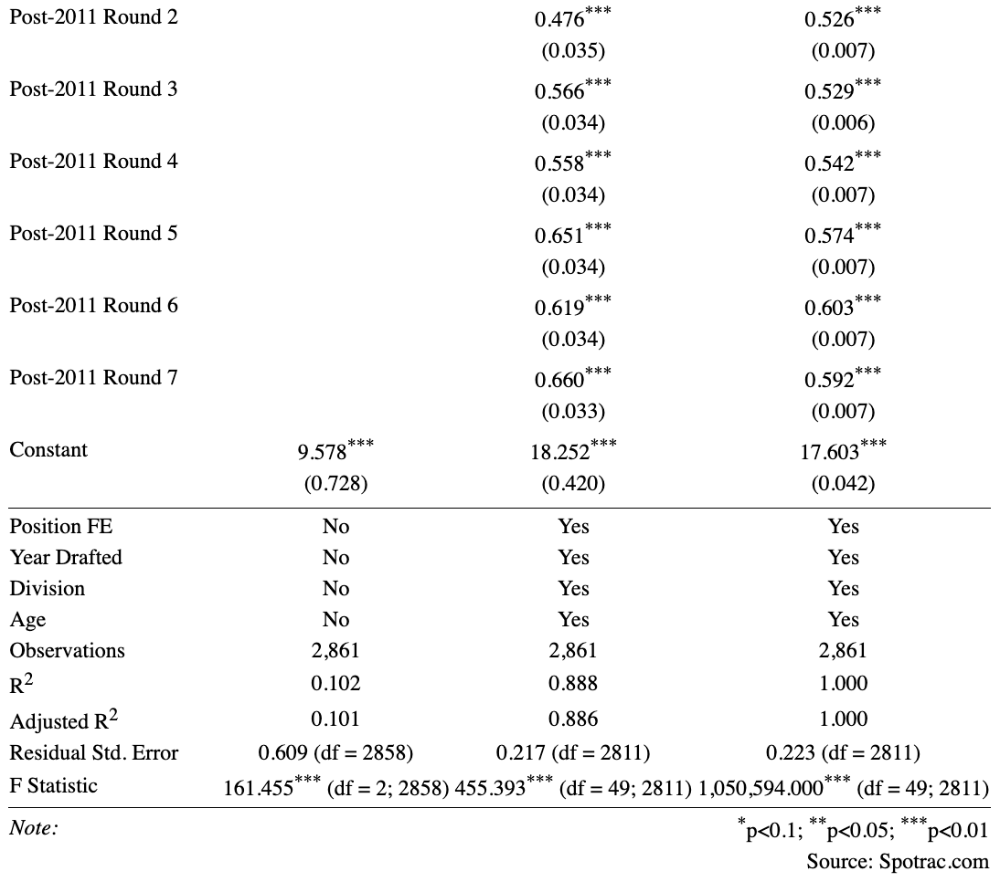 Post-2011 Round 2 0.476*** 0.526***
(0.035) (0.007)
Post-2011 Round 3 0.566*** 0.529***
(0.034) (0.006)
Post-2011 Round 4 0.558*** 0.542***
(0.034) (0.007)
Post-2011 Round 5 0.651*** 0.574***
(0.034) (0.007)
Post-2011 Round 6 0.619*** 0.603***
(0.034) (0.007)
Post-2011 Round 7 0.660*** 0.592***
(0.033) (0.007)
Constant 9.578*** 18.252*** 17.603***
(0.728) (0.420) (0.042)
Position FE No Yes Yes
Year Drafted No Yes Yes
Division No Yes Yes
Age No Yes Yes
Observations 2,861 2,861 2,861
R2 0.102 0.888 1.000
Adjusted R2 0.101 0.886 1.000
Residual Std. Error 0.609 (df = 2858) 0.217 (df = 2811) 0.223 (df = 2811)
F Statistic 161.455*** (df = 2; 2858) 455.393*** (df = 49; 2811) 1,050,594.000*** (df = 49; 2811)
Note: *p<0.1; **p<0.05; ***p<0.01
Source: Spotrac.com